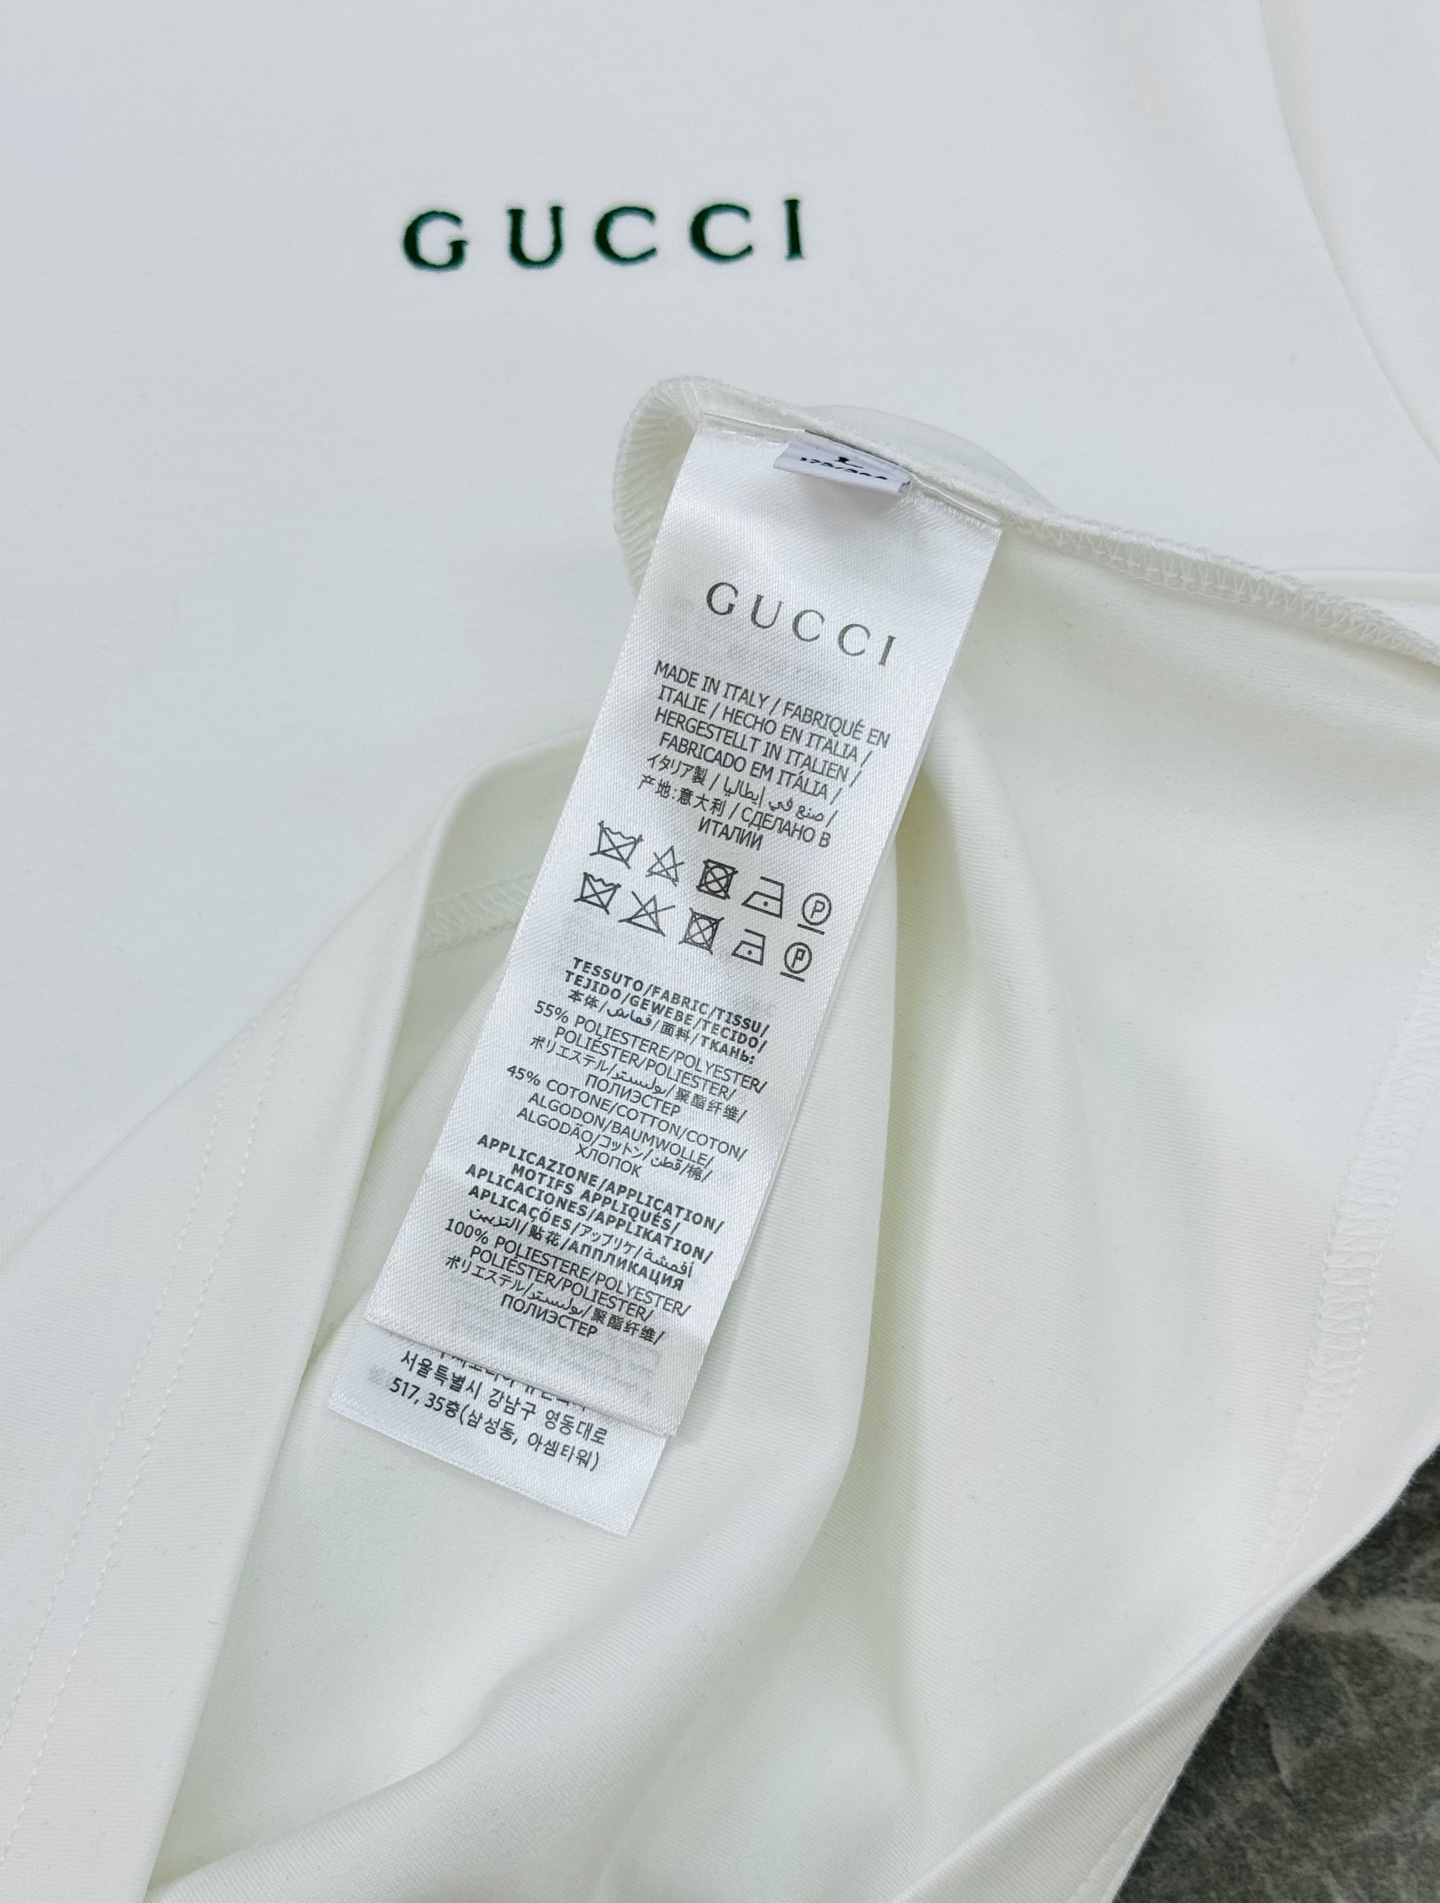 GUCCI
L
GUCCI
MADE IN ITALY / FABRIQUÉ EN
ITALIE / HECHO EN ITALIA /
HERGESTELLT IN ITALIEN /
FABRICADO EM ITÁLIA /
イタリア製 / صنع في إيطاليا /
产地:意大利 / СДЕЛАНО В
ИТАЛИИ
P
P
TESSUTO/FABRIC/TISSU/
TEJIDO/GEWEBE/TECIDO/
本体/قماش/面料/ТКАНЬ:
55% POLIESTERE/POLYESTER/
POLIÉSTER/POLIESTER/
ポリエステル/بوليستر/聚酯纤维/
ПОЛИЭСТЕР
45% COTONE/COTTON/COTON/
ALGODON/BAUMWOLLE/
ALGODÃO/コットン/قطن/棉/
ХЛОПОК
APPLICAZIONE/APPLICATION/
MOTIFS APPLIQUÉS/
APLICACIONES/APPLIKATION/
APLICAÇÕES/アップリケ/أقمشة
التزيين/贴花/АППЛИКАЦИЯ
100% POLIESTERE/POLYESTER/
POLIÉSTER/POLIESTER/
ポリエステル/بوليستر/聚酯纤维/
ПОЛИЭСТЕР
서울특별시 강남구 영동대로
517, 35층(삼성동, 아셈타워)